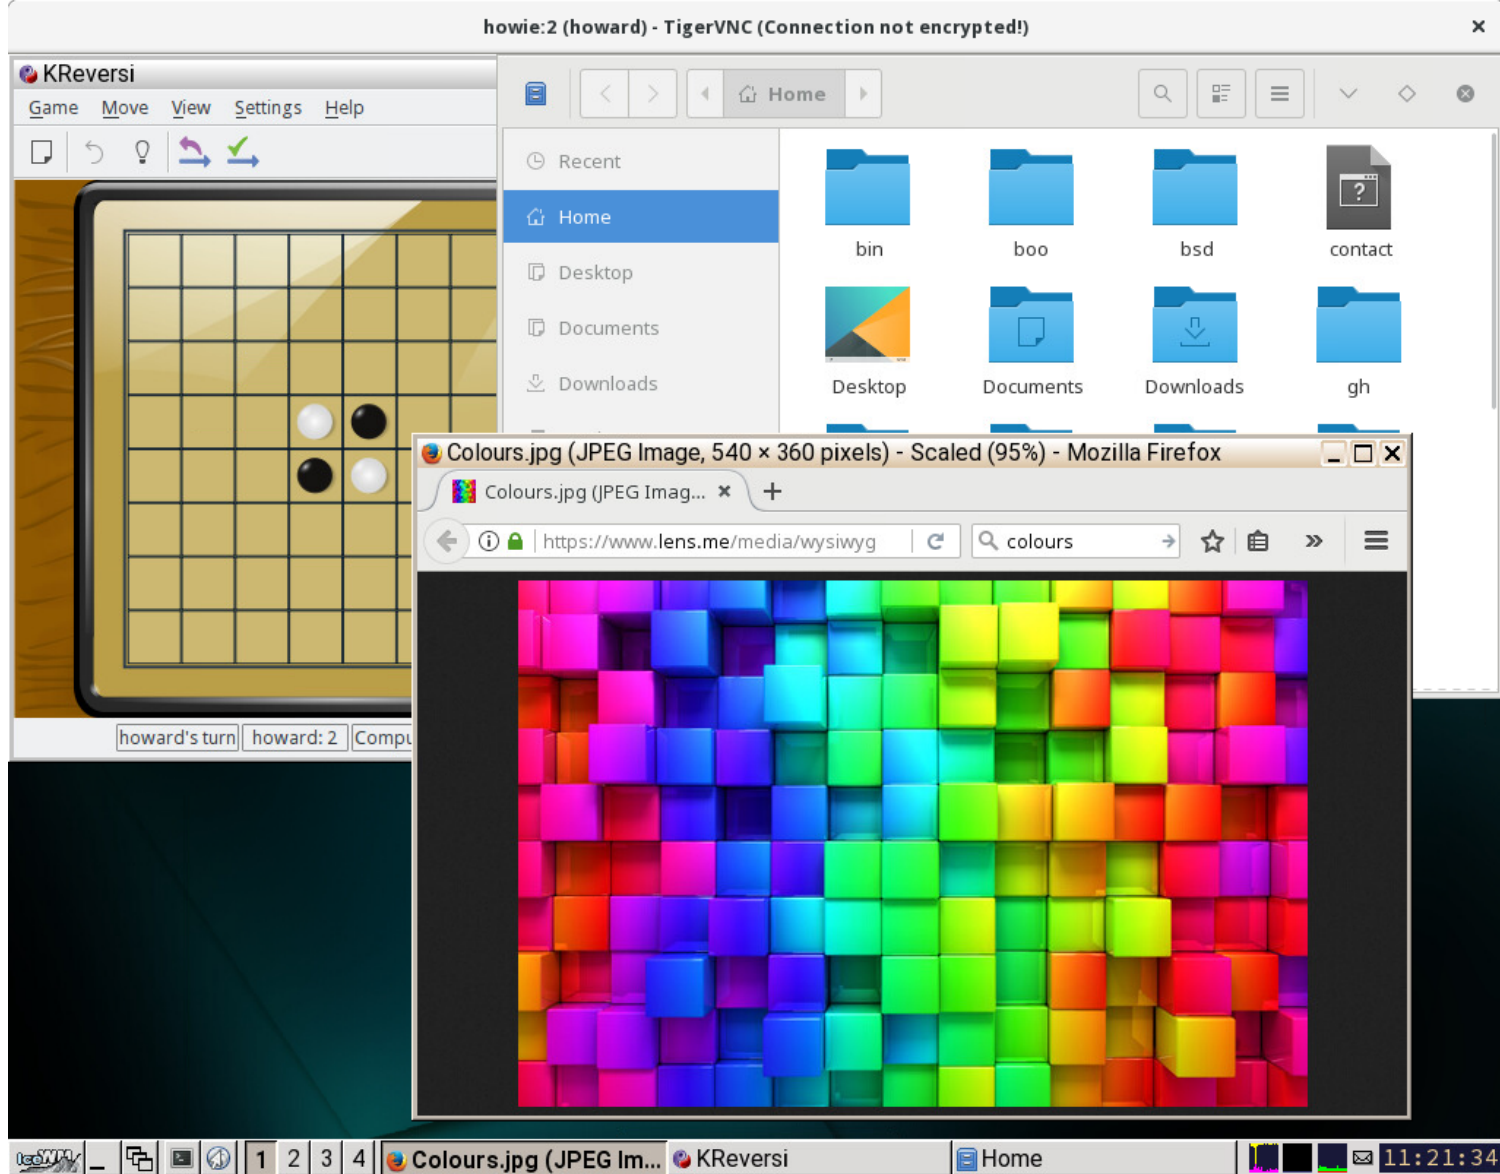 howie:2 (howard) - TigerVNC (Connection not encrypted!)
KReversi
Game Move View Settings Help
Home
Recent
Home
Desktop
Documents
Downloads
bin boo bsd contact
Desktop Documents Downloads gh
Colours.jpg (JPEG Image, 540 × 360 pixels) - Scaled (95%) - Mozilla Firefox
Colours.jpg (JPEG Imag...
https://www.lens.me/media/wysiwyg
colours
howard's turn howard: 2 Compu
IceWM 1 2 3 4 Colours.jpg (JPEG Im... KReversi Home 11:21:34